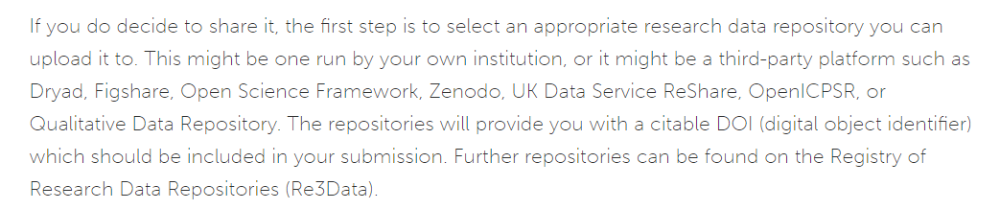 If you do decide to share it, the first step is to select an appropriate research data repository you can
upload it to. This might be one run by your own institution, or it might be a third-party platform such as
Dryad, Figshare, Open Science Framework, Zenodo, UK Data Service ReShare, OpenICPSR, or
Qualitative Data Repository. The repositories will provide you with a citable DOI (digital object identifier)
which should be included in your submission. Further repositories can be found on the Registry of
Research Data Repositories (Re3Data).